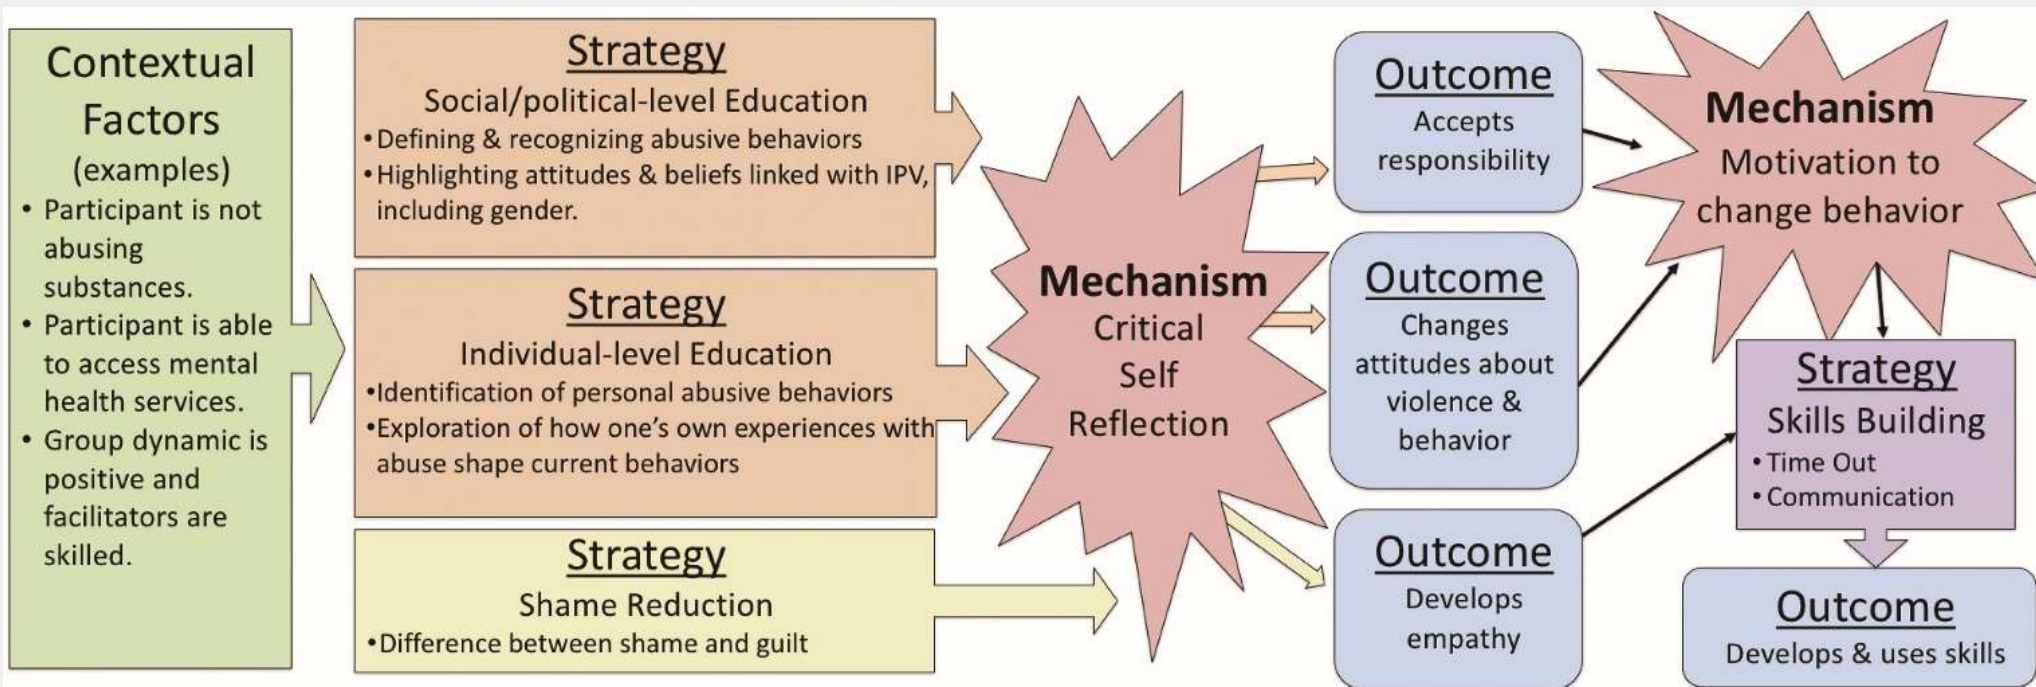 Contextual
Factors
(examples)
• Participant is not
abusing
substances.
• Participant is able
to access mental
health services.
• Group dynamic is
positive and
facilitators are
skilled.
Strategy
Social/political-level Education
•Defining & recognizing abusive behaviors
•Highlighting attitudes & beliefs linked with IPV,
including gender.
Strategy
Individual-level Education
•Identification of personal abusive behaviors
•Exploration of how one’s own experiences with
abuse shape current behaviors
Strategy
Shame Reduction
•Difference between shame and guilt
Mechanism
Critical
Self
Reflection
Outcome
Accepts
responsibility
Outcome
Changes
attitudes about
violence &
behavior
Outcome
Develops
empathy
Mechanism
Motivation to
change behavior
Strategy
Skills Building
• Time Out
• Communication
Outcome
Develops & uses skills